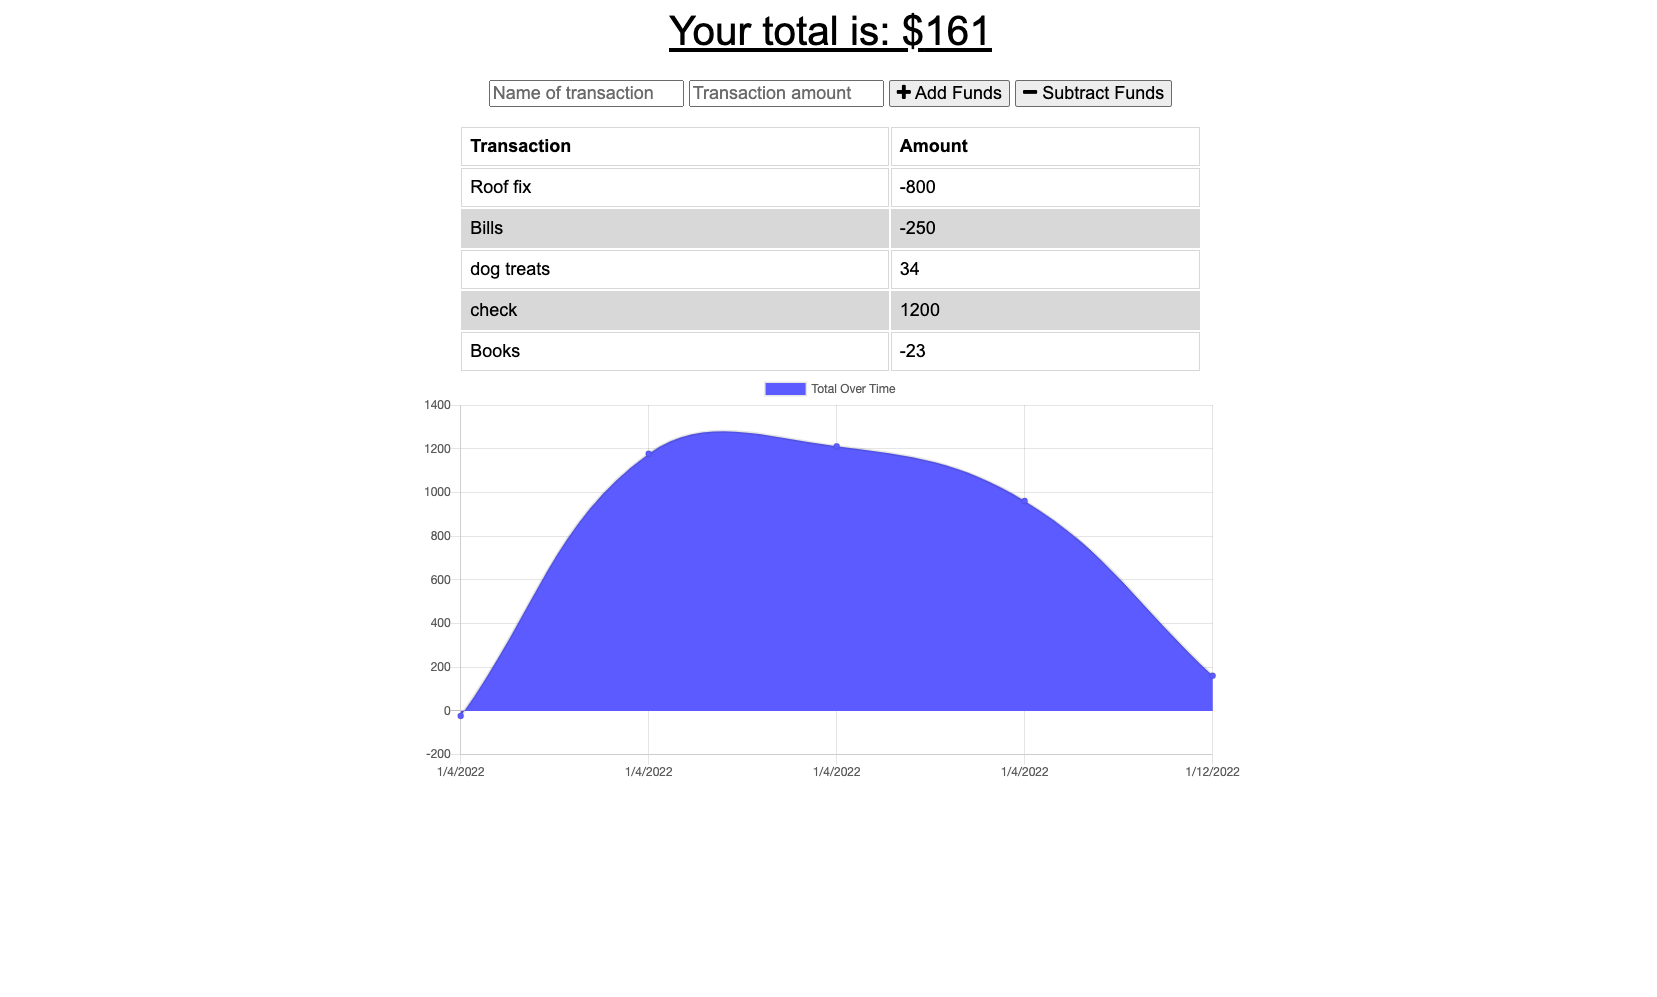 Your total is: $161
Name of transaction Transaction amount Add Funds Subtract Funds
Transaction Amount
Roof fix -800
Bills -250
dog treats 34
check 1200
Books -23
Total Over Time
1400
1200
1000
800
600
400
200
0
-200
1/4/2022 1/4/2022 1/4/2022 1/4/2022 1/12/2022